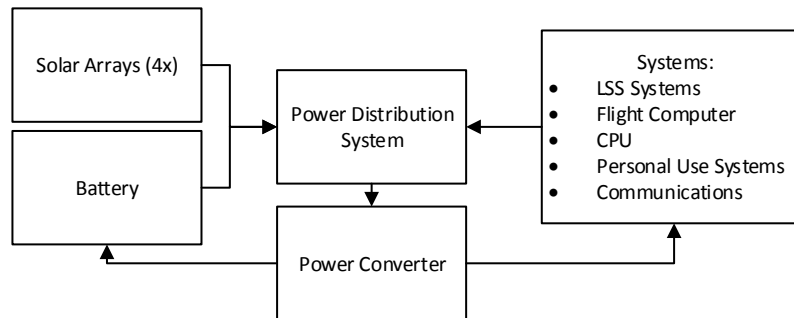 Solar Arrays (4x)
Battery
Power Distribution
System
Power Converter
Systems:
• LSS Systems
• Flight Computer
• CPU
• Personal Use Systems
• Communications